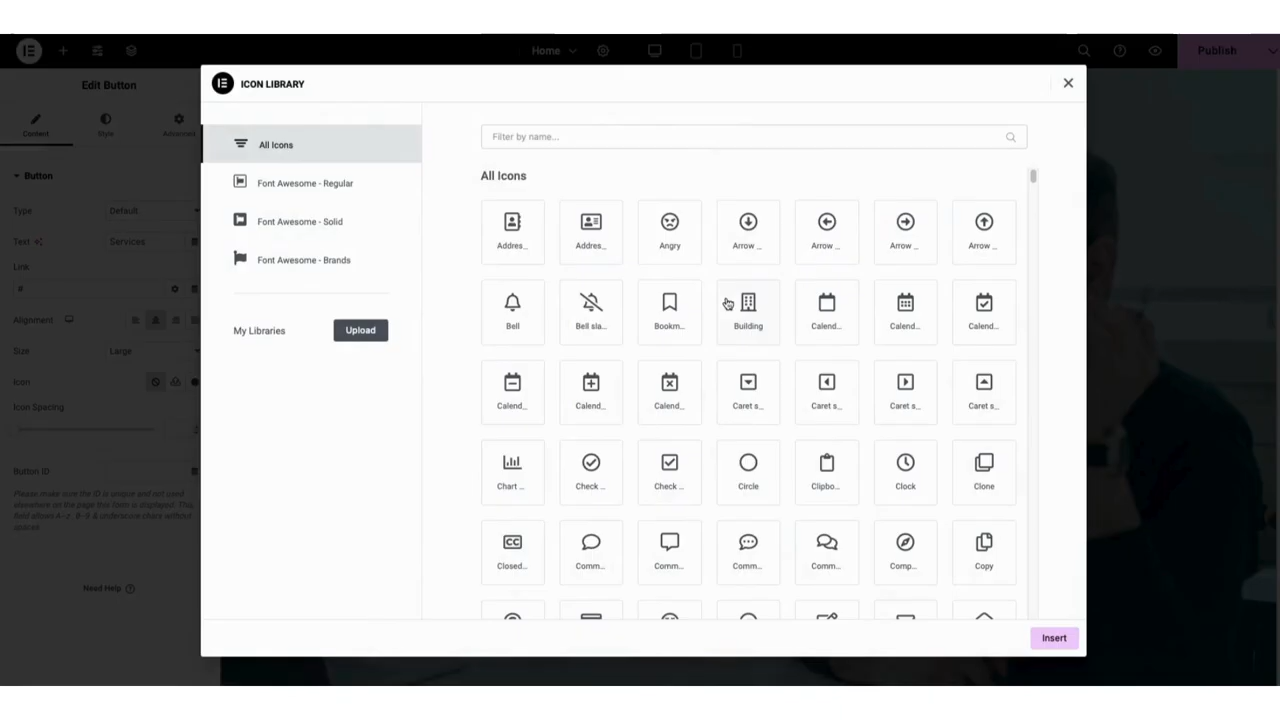 Home
Publish
Edit Button
Content
Style
Advanced
Button
Type
Default
Text
Services
Link
#
Alignment
Size
Large
Icon
Icon Spacing
Button ID
Please make sure the ID is unique and not used
elsewhere on the page this form is displayed. This
field allows A-z 0-9 & underscore chars without
spaces.
Need Help
ICON LIBRARY
All Icons
Font Awesome - Regular
Font Awesome - Solid
Font Awesome - Brands
My Libraries
Upload
Filter by name...
All Icons
Addres... Addres... Angry Arrow ... Arrow ... Arrow ... Arrow ...
Bell Bell sla... Bookm... Building Calend... Calend... Calend...
Calend... Calend... Calend... Caret s... Caret s... Caret s... Caret s...
Chart ... Check ... Check ... Circle Clipbo... Clock Clone
CC
Closed... Comm... Comm... Comm... Comm... Comp... Copy
Insert